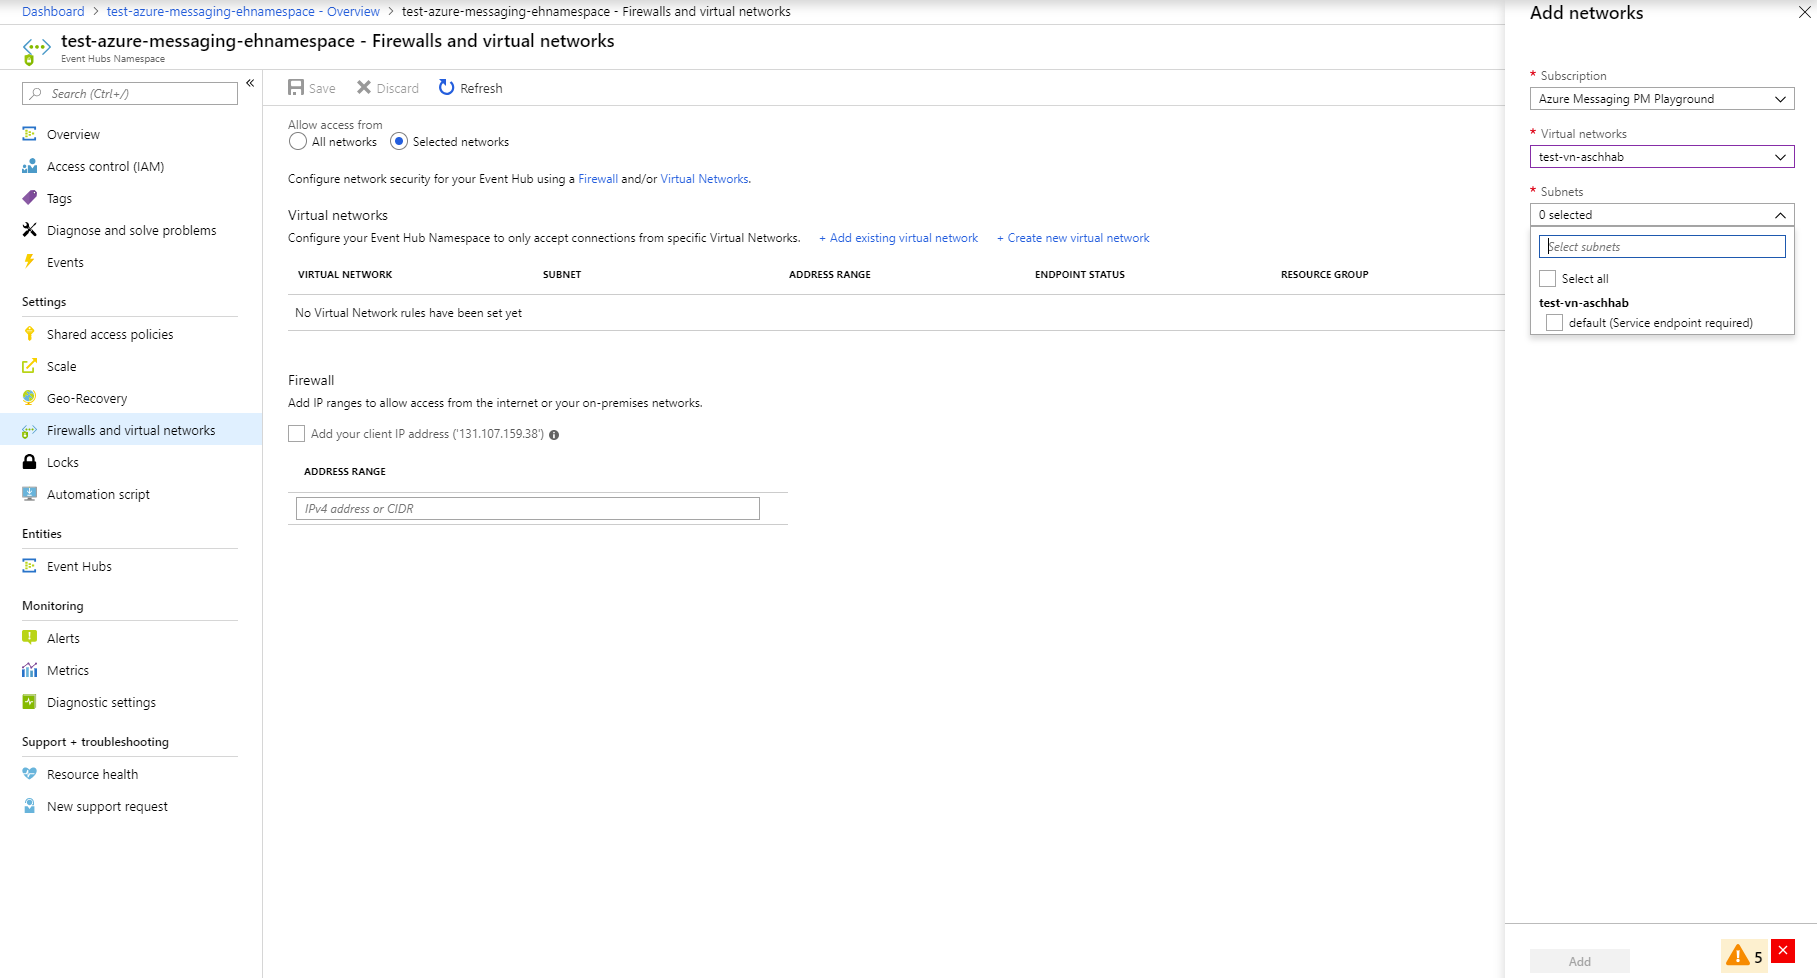 Dashboard > test-azure-messaging-ehnamespace - Overview > test-azure-messaging-ehnamespace - Firewalls and virtual networks
test-azure-messaging-ehnamespace - Firewalls and virtual networks
Event Hubs Namespace
Search (Ctrl+/)
«
Overview
Access control (IAM)
Tags
Diagnose and solve problems
Events
Settings
Shared access policies
Scale
Geo-Recovery
Firewalls and virtual networks
Locks
Automation script
Entities
Event Hubs
Monitoring
Alerts
Metrics
Diagnostic settings
Support + troubleshooting
Resource health
New support request
Save Discard Refresh
Allow access from
All networks Selected networks
Configure network security for your Event Hub using a Firewall and/or Virtual Networks.
Virtual networks
Configure your Event Hub Namespace to only accept connections from specific Virtual Networks. + Add existing virtual network + Create new virtual network
VIRTUAL NETWORK SUBNET ADDRESS RANGE ENDPOINT STATUS RESOURCE GROUP
No Virtual Network rules have been set yet
Firewall
Add IP ranges to allow access from the internet or your on-premises networks.
Add your client IP address ('131.107.159.38')
ADDRESS RANGE
IPv4 address or CIDR
Add networks
* Subscription
Azure Messaging PM Playground
* Virtual networks
test-vn-aschhab
* Subnets
0 selected
Select subnets
Select all
test-vn-aschhab
default (Service endpoint required)
Add
5